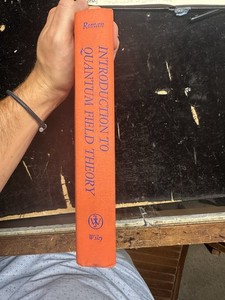 Roman
INTRODUCTION TO
QUANTUM FIELD THEORY
Wiley